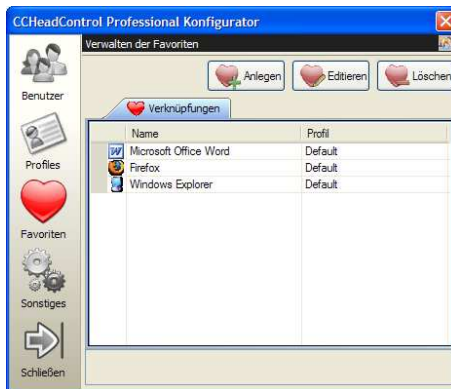 CCHeadControl Professional Konfigurator
Verwalten der Favoriten
Benutzer
Profiles
Favoriten
Sonstiges
Schließen
Anlegen
Editieren
Löschen
Verknüpfungen
Name Profil
Microsoft Office Word Default
Firefox Default
Windows Explorer Default